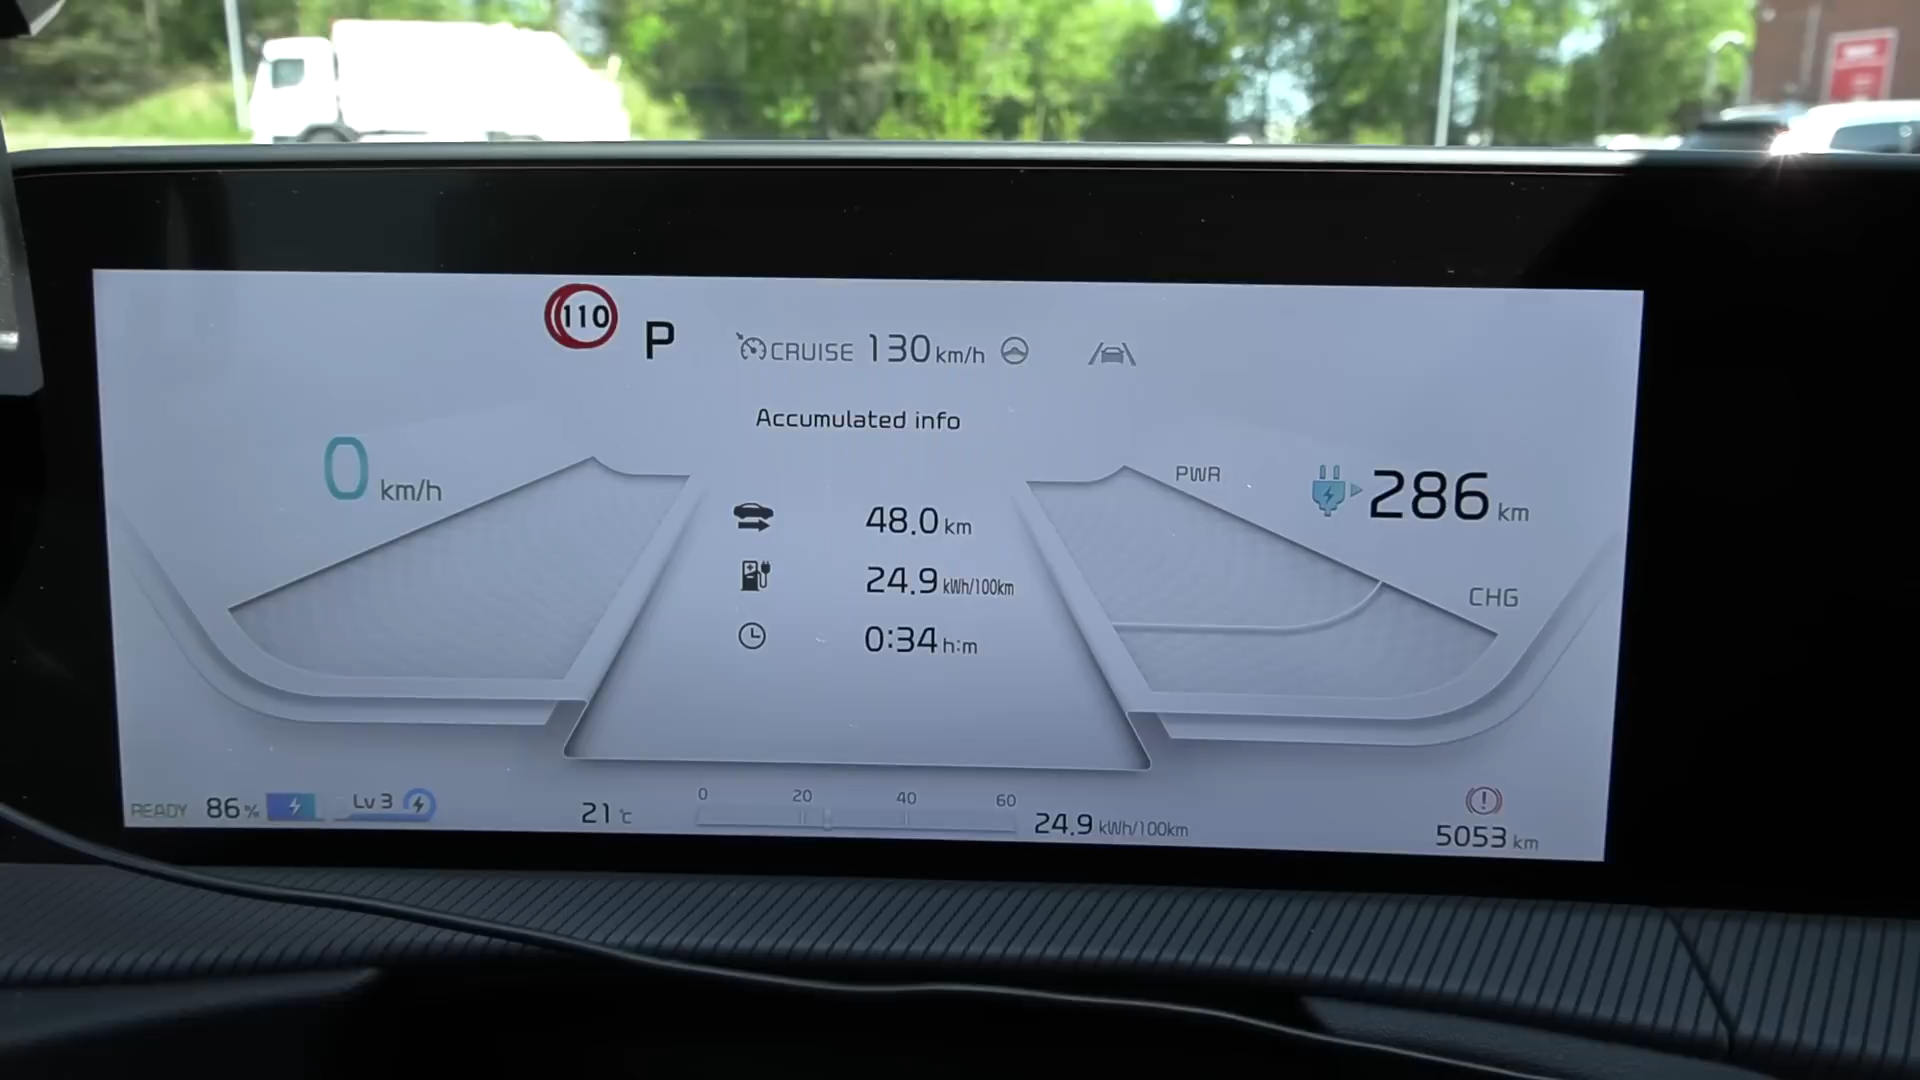 110
P
CRUISE 130 km/h
Accumulated info
0 km/h
PWR
286 km
48.0 km
24.9 kWh/100km
CHG
0:34 h:m
READY 86% Lv 3
21 °C
0 20 40 60
24.9 kWh/100km
5053 km